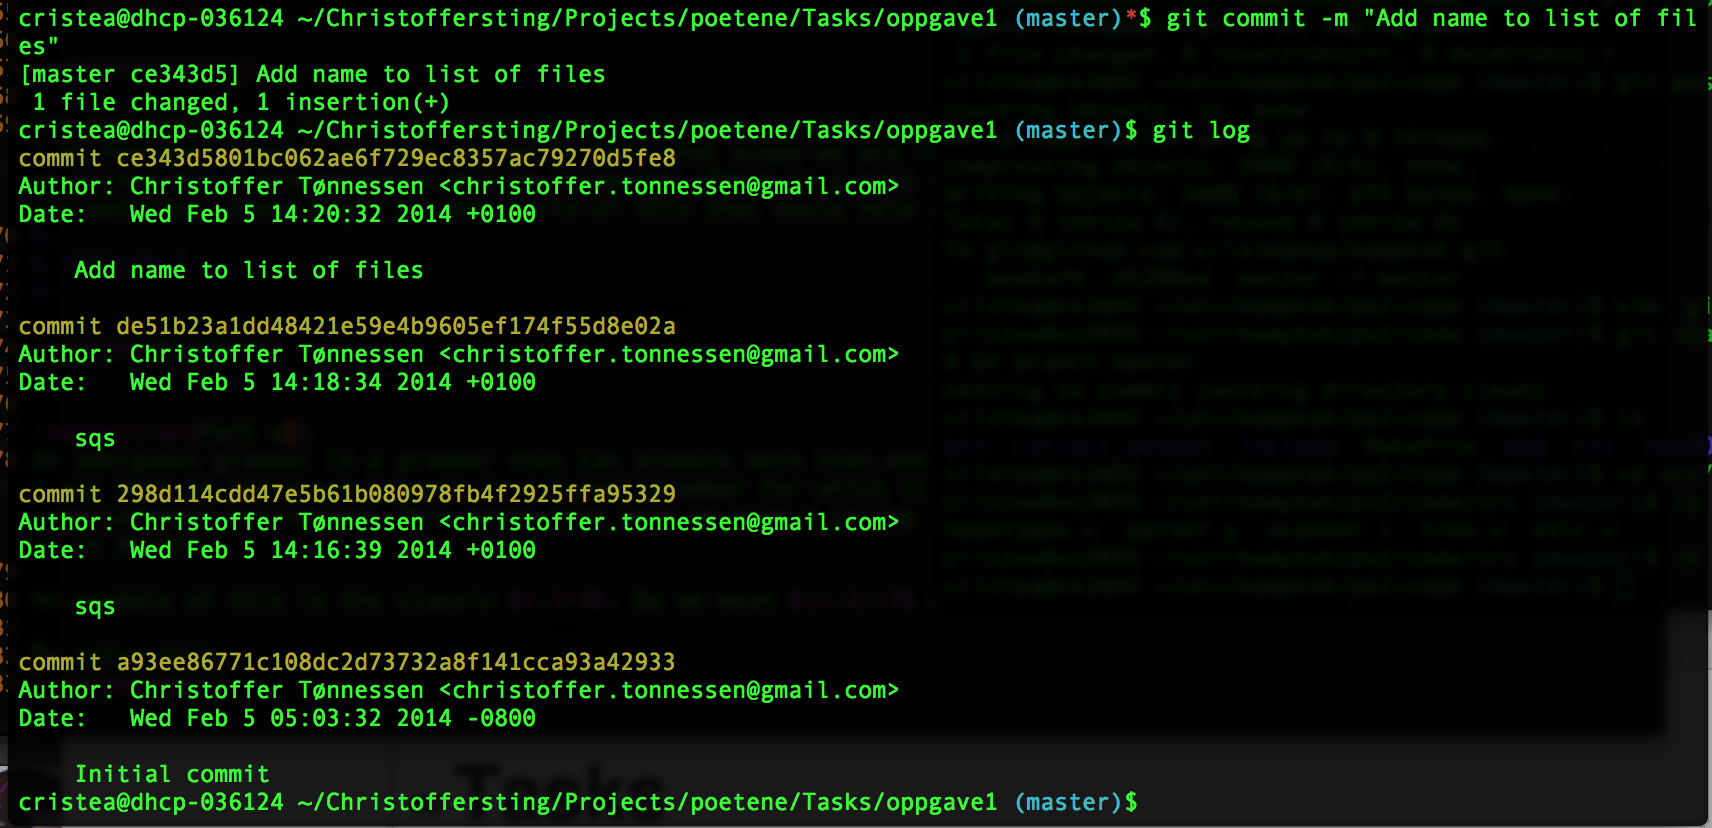 cristea@dhcp-036124 ~/Christoffersting/Projects/poetene/Tasks/oppgave1 (master)*$ git commit -m "Add name to list of fil
es"
[master ce343d5] Add name to list of files
 1 file changed, 1 insertion(+)
cristea@dhcp-036124 ~/Christoffersting/Projects/poetene/Tasks/oppgave1 (master)$ git log
commit ce343d5801bc062ae6f729ec8357ac79270d5fe8
Author: Christoffer Tønnessen <christoffer.tonnessen@gmail.com>
Date:   Wed Feb 5 14:20:32 2014 +0100

    Add name to list of files

commit de51b23a1dd48421e59e4b9605ef174f55d8e02a
Author: Christoffer Tønnessen <christoffer.tonnessen@gmail.com>
Date:   Wed Feb 5 14:18:34 2014 +0100

    sqs

commit 298d114cdd47e5b61b080978fb4f2925ffa95329
Author: Christoffer Tønnessen <christoffer.tonnessen@gmail.com>
Date:   Wed Feb 5 14:16:39 2014 +0100

    sqs

commit a93ee86771c108dc2d73732a8f141cca93a42933
Author: Christoffer Tønnessen <christoffer.tonnessen@gmail.com>
Date:   Wed Feb 5 05:03:32 2014 -0800

    Initial commit
Tasks
cristea@dhcp-036124 ~/Christoffersting/Projects/poetene/Tasks/oppgave1 (master)$